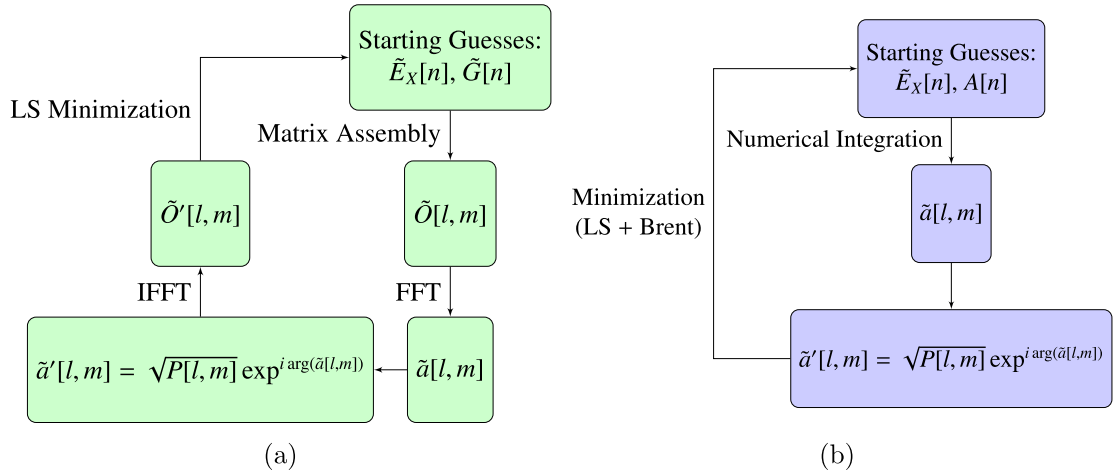 Starting Guesses:
Ẽ_X[n], G̃[n]
LS Minimization
Matrix Assembly
Õ′[l, m]
Õ[l, m]
IFFT
FFT
ã′[l, m] = √P[l, m] exp^{i arg(ã[l,m])}
ã[l, m]
(a)
Starting Guesses:
Ẽ_X[n], A[n]
Numerical Integration
Minimization
(LS + Brent)
ã[l, m]
ã′[l, m] = √P[l, m] exp^{i arg(ã[l,m])}
(b)